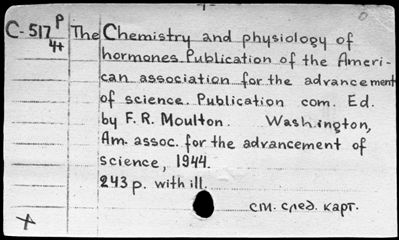 C-517 P
4+
The Chemistry and physiology of
hormones. Publication of the Ameri-
can association for the advancement
of science. Publication com. Ed.
by F. R. Moulton. Washington,
Am. assoc. for the advancement of
science, 1944.
243 p. with ill.
см. след. карт.